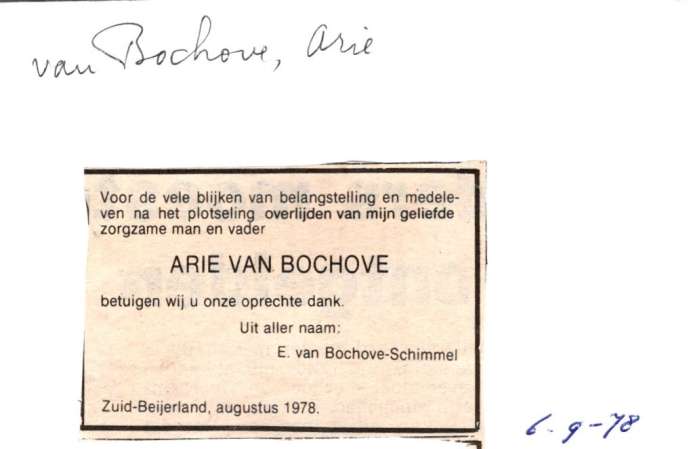 van Bochove, Arie
Voor de vele blijken van belangstelling en medele-
ven na het plotseling overlijden van mijn geliefde
zorgzame man en vader
ARIE VAN BOCHOVE
betuigen wij u onze oprechte dank.
Uit aller naam:
E. van Bochove-Schimmel
Zuid-Beijerland, augustus 1978.
6-9-78